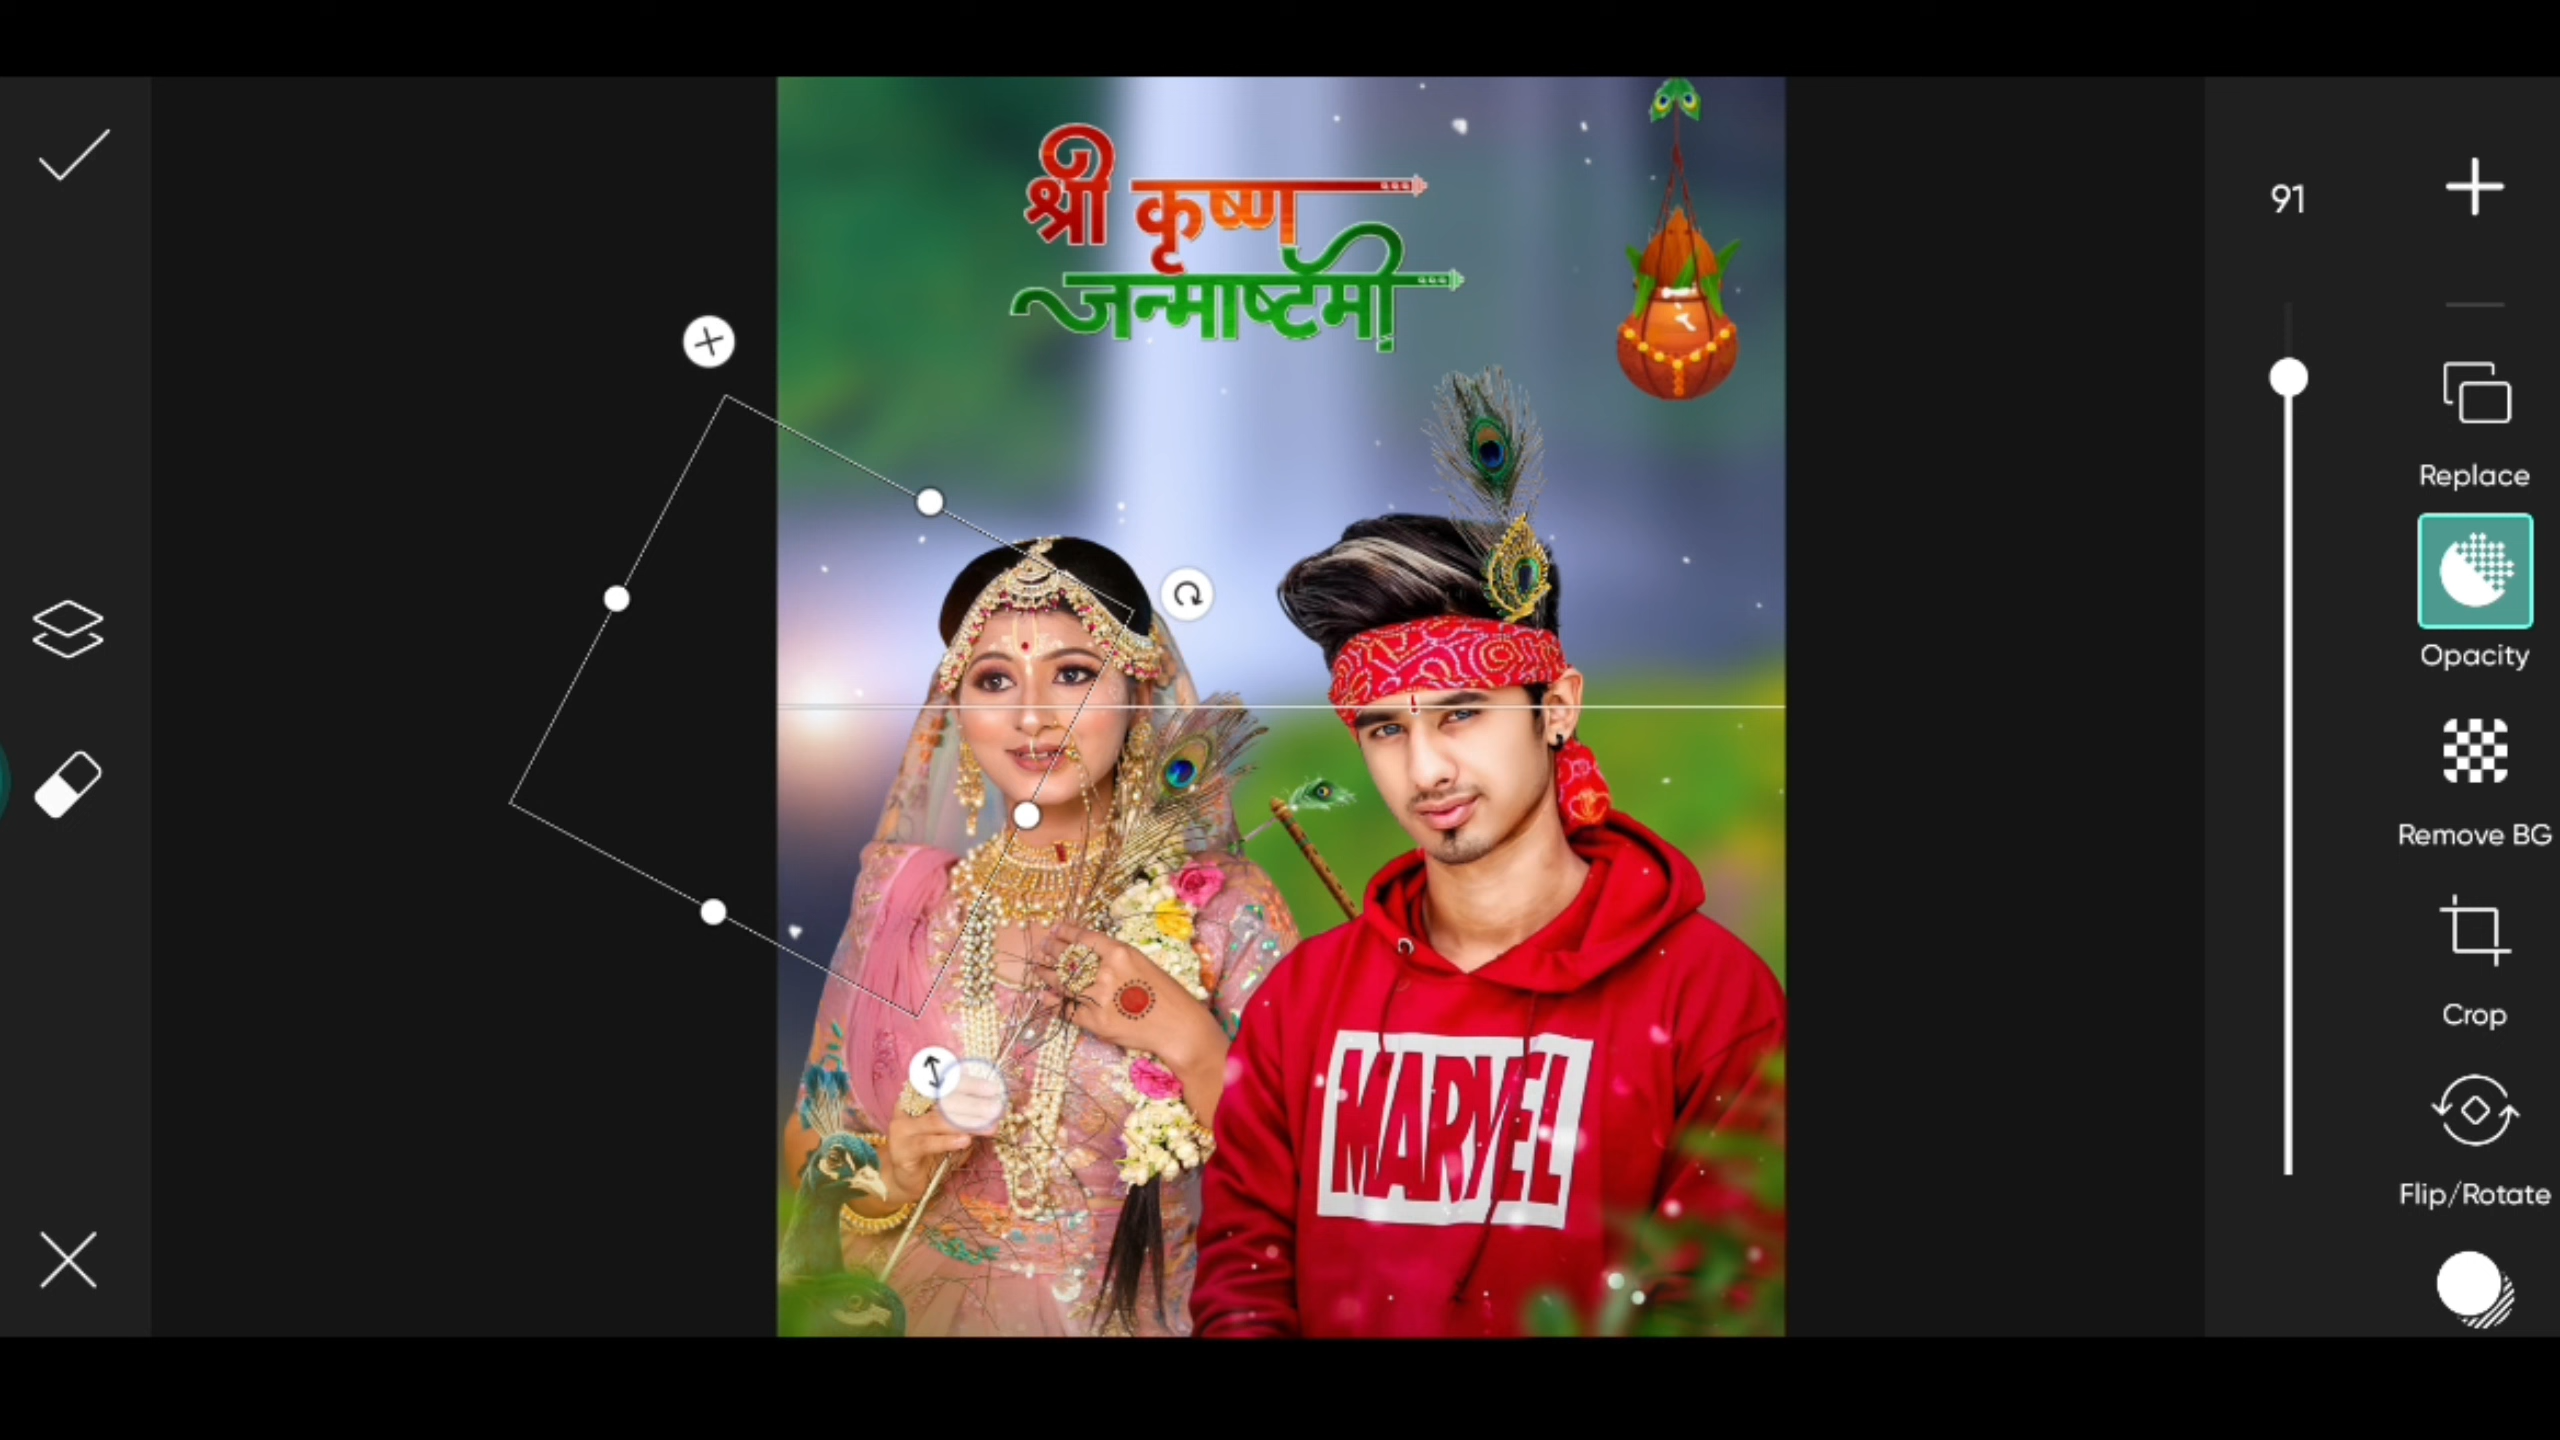 श्री कृष्ण
जन्माष्टमी
91
Replace
Opacity
Remove BG
Crop
Flip/Rotate
MARVEL